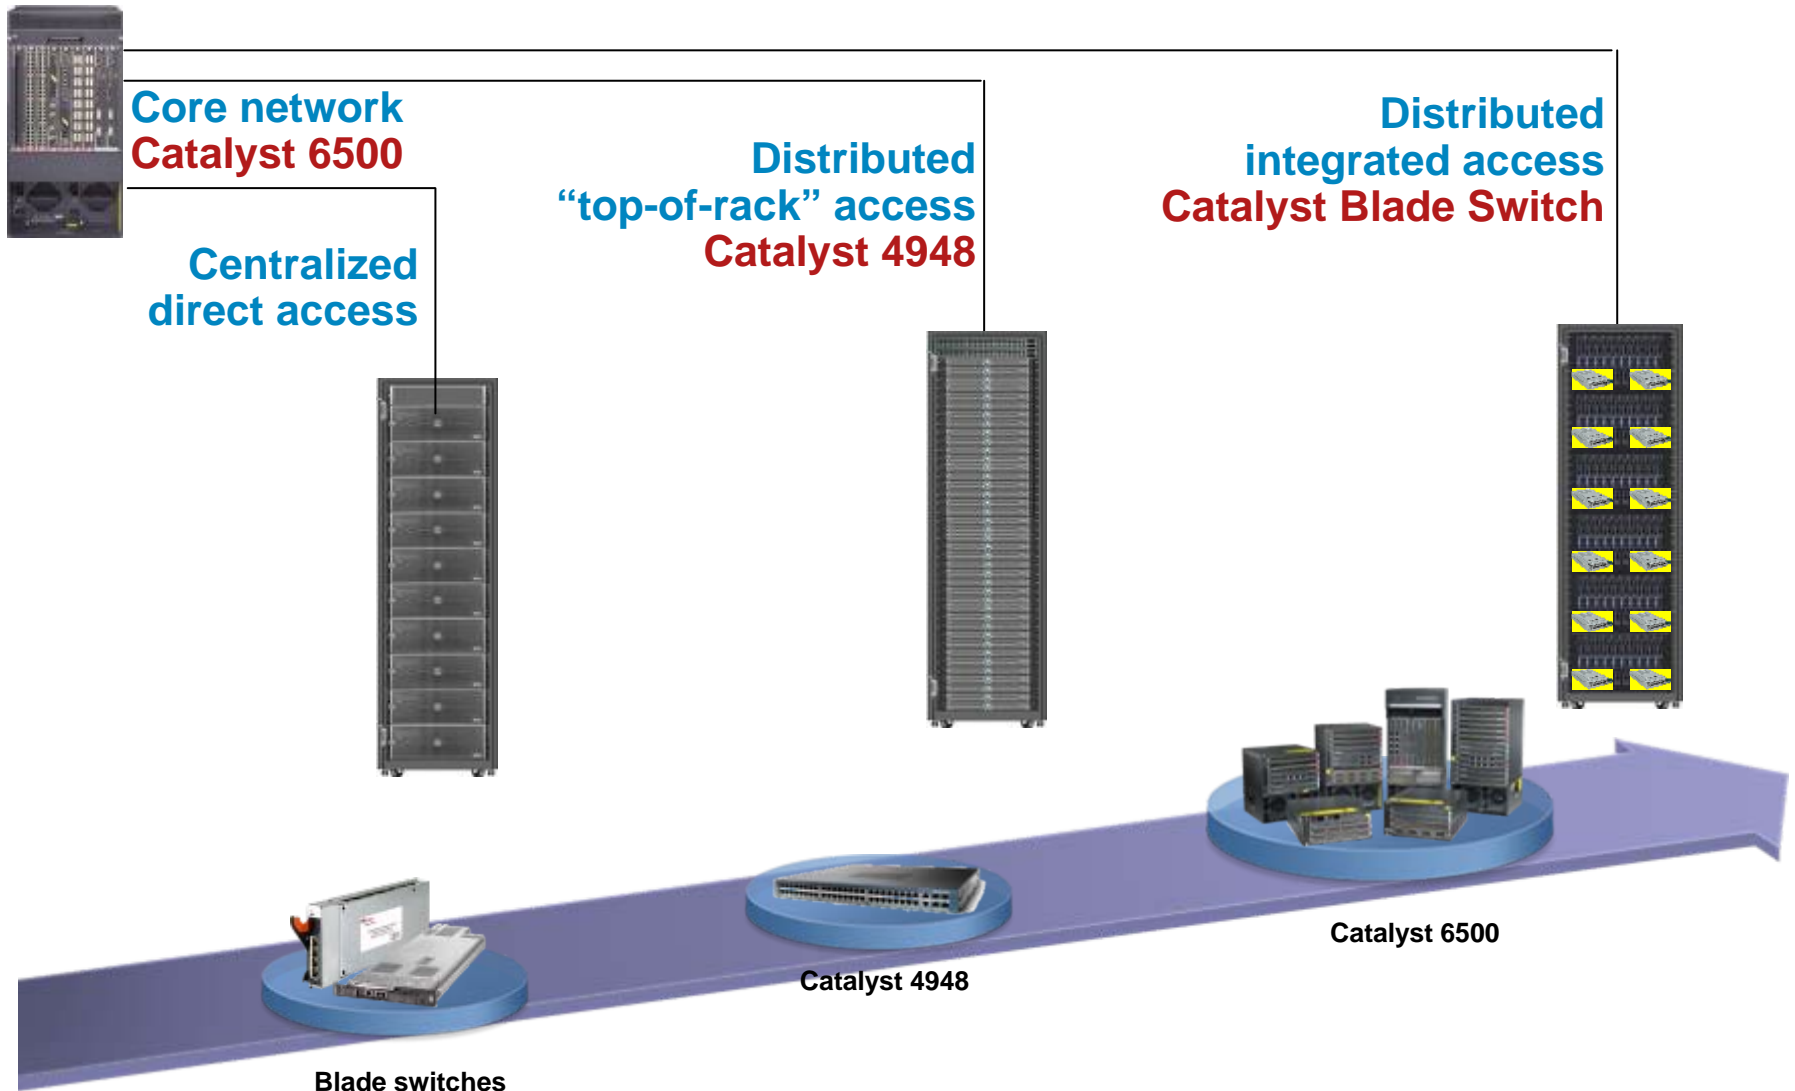 Core network
Catalyst 6500
Centralized
direct access
Distributed
“top-of-rack” access
Catalyst 4948
Distributed
integrated access
Catalyst Blade Switch
Catalyst 6500
Catalyst 4948
Blade switches